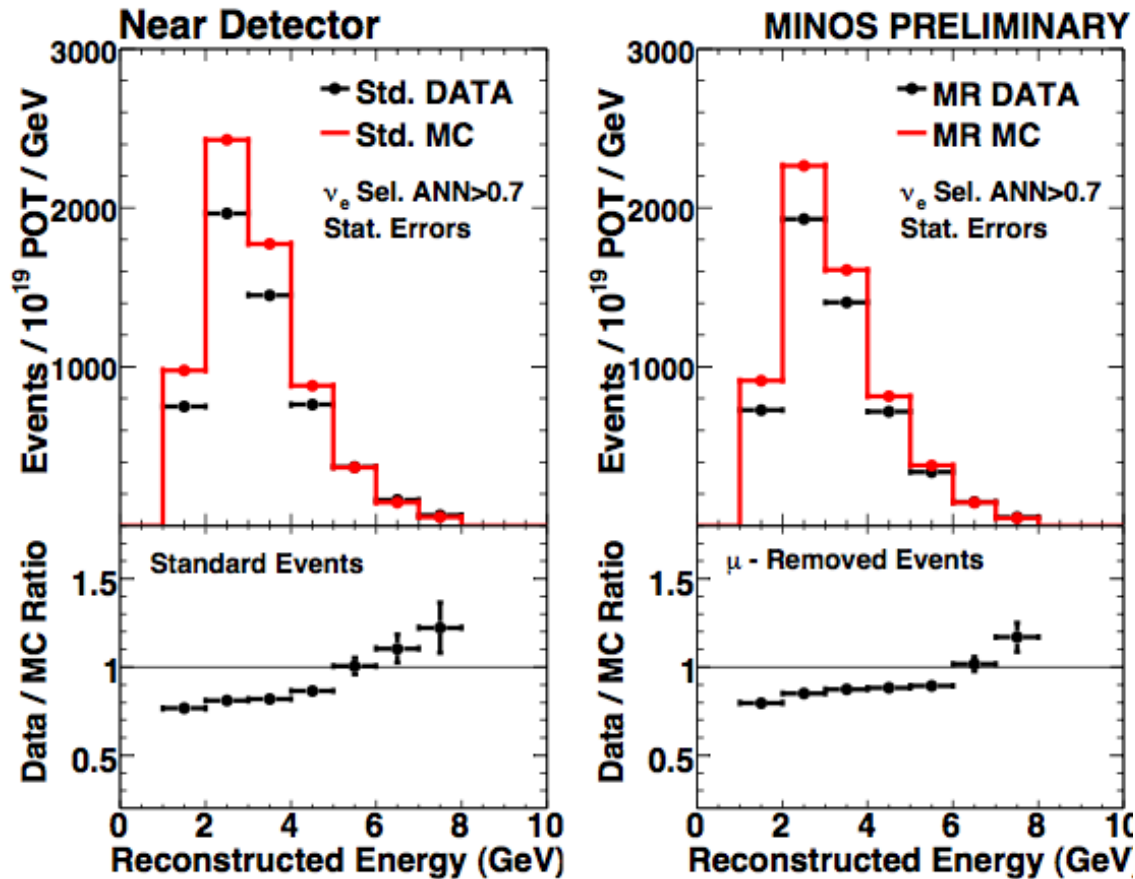 Near Detector
MINOS PRELIMINARY
Events / 10¹⁹ POT / GeV
3000
2000
1000
Std. DATA
Std. MC
νₑ Sel. ANN>0.7
Stat. Errors
Data / MC Ratio
1.5
1
0.5
Standard Events
0 2 4 6 8 10
Reconstructed Energy (GeV)
Events / 10¹⁹ POT / GeV
3000
2000
1000
MR DATA
MR MC
νₑ Sel. ANN>0.7
Stat. Errors
Data / MC Ratio
1.5
1
0.5
μ - Removed Events
0 2 4 6 8 10
Reconstructed Energy (GeV)